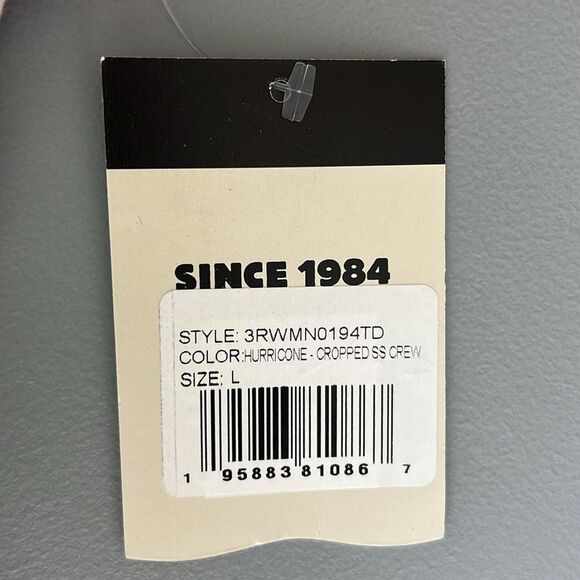 SINCE 1984
STYLE: 3RWMN0194TD
COLOR:HURRICONE - CROPPED SS CREW
SIZE: L
1 95883 81086 7